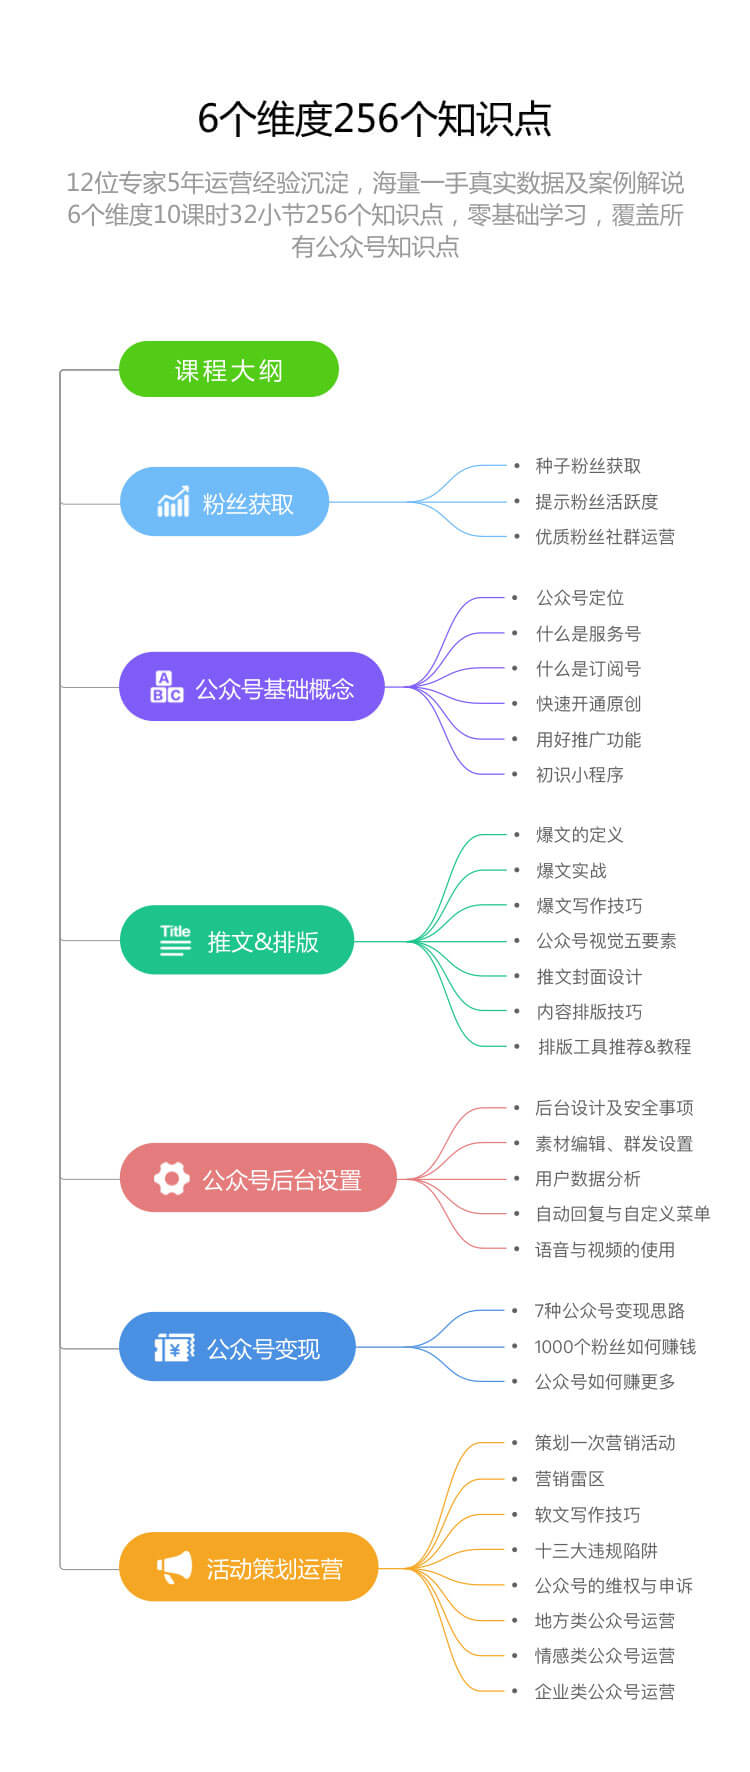 6个维度256个知识点
12位专家5年运营经验沉淀，海量一手真实数据及案例解说
6个维度10课时32小节256个知识点，零基础学习，覆盖所
有公众号知识点
课程大纲
粉丝获取
• 种子粉丝获取
• 提示粉丝活跃度
• 优质粉丝社群运营
A
B C
公众号基础概念
• 公众号定位
• 什么是服务号
• 什么是订阅号
• 快速开通原创
• 用好推广功能
• 初识小程序
Title
推文&排版
• 爆文的定义
• 爆文实战
• 爆文写作技巧
• 公众号视觉五要素
• 推文封面设计
• 内容排版技巧
• 排版工具推荐&教程
公众号后台设置
• 后台设计及安全事项
• 素材编辑、群发设置
• 用户数据分析
• 自动回复与自定义菜单
• 语音与视频的使用
¥
公众号变现
• 7种公众号变现思路
• 1000个粉丝如何赚钱
• 公众号如何赚更多
活动策划运营
• 策划一次营销活动
• 营销雷区
• 软文写作技巧
• 十三大违规陷阱
• 公众号的维权与申诉
• 地方类公众号运营
• 情感类公众号运营
• 企业类公众号运营